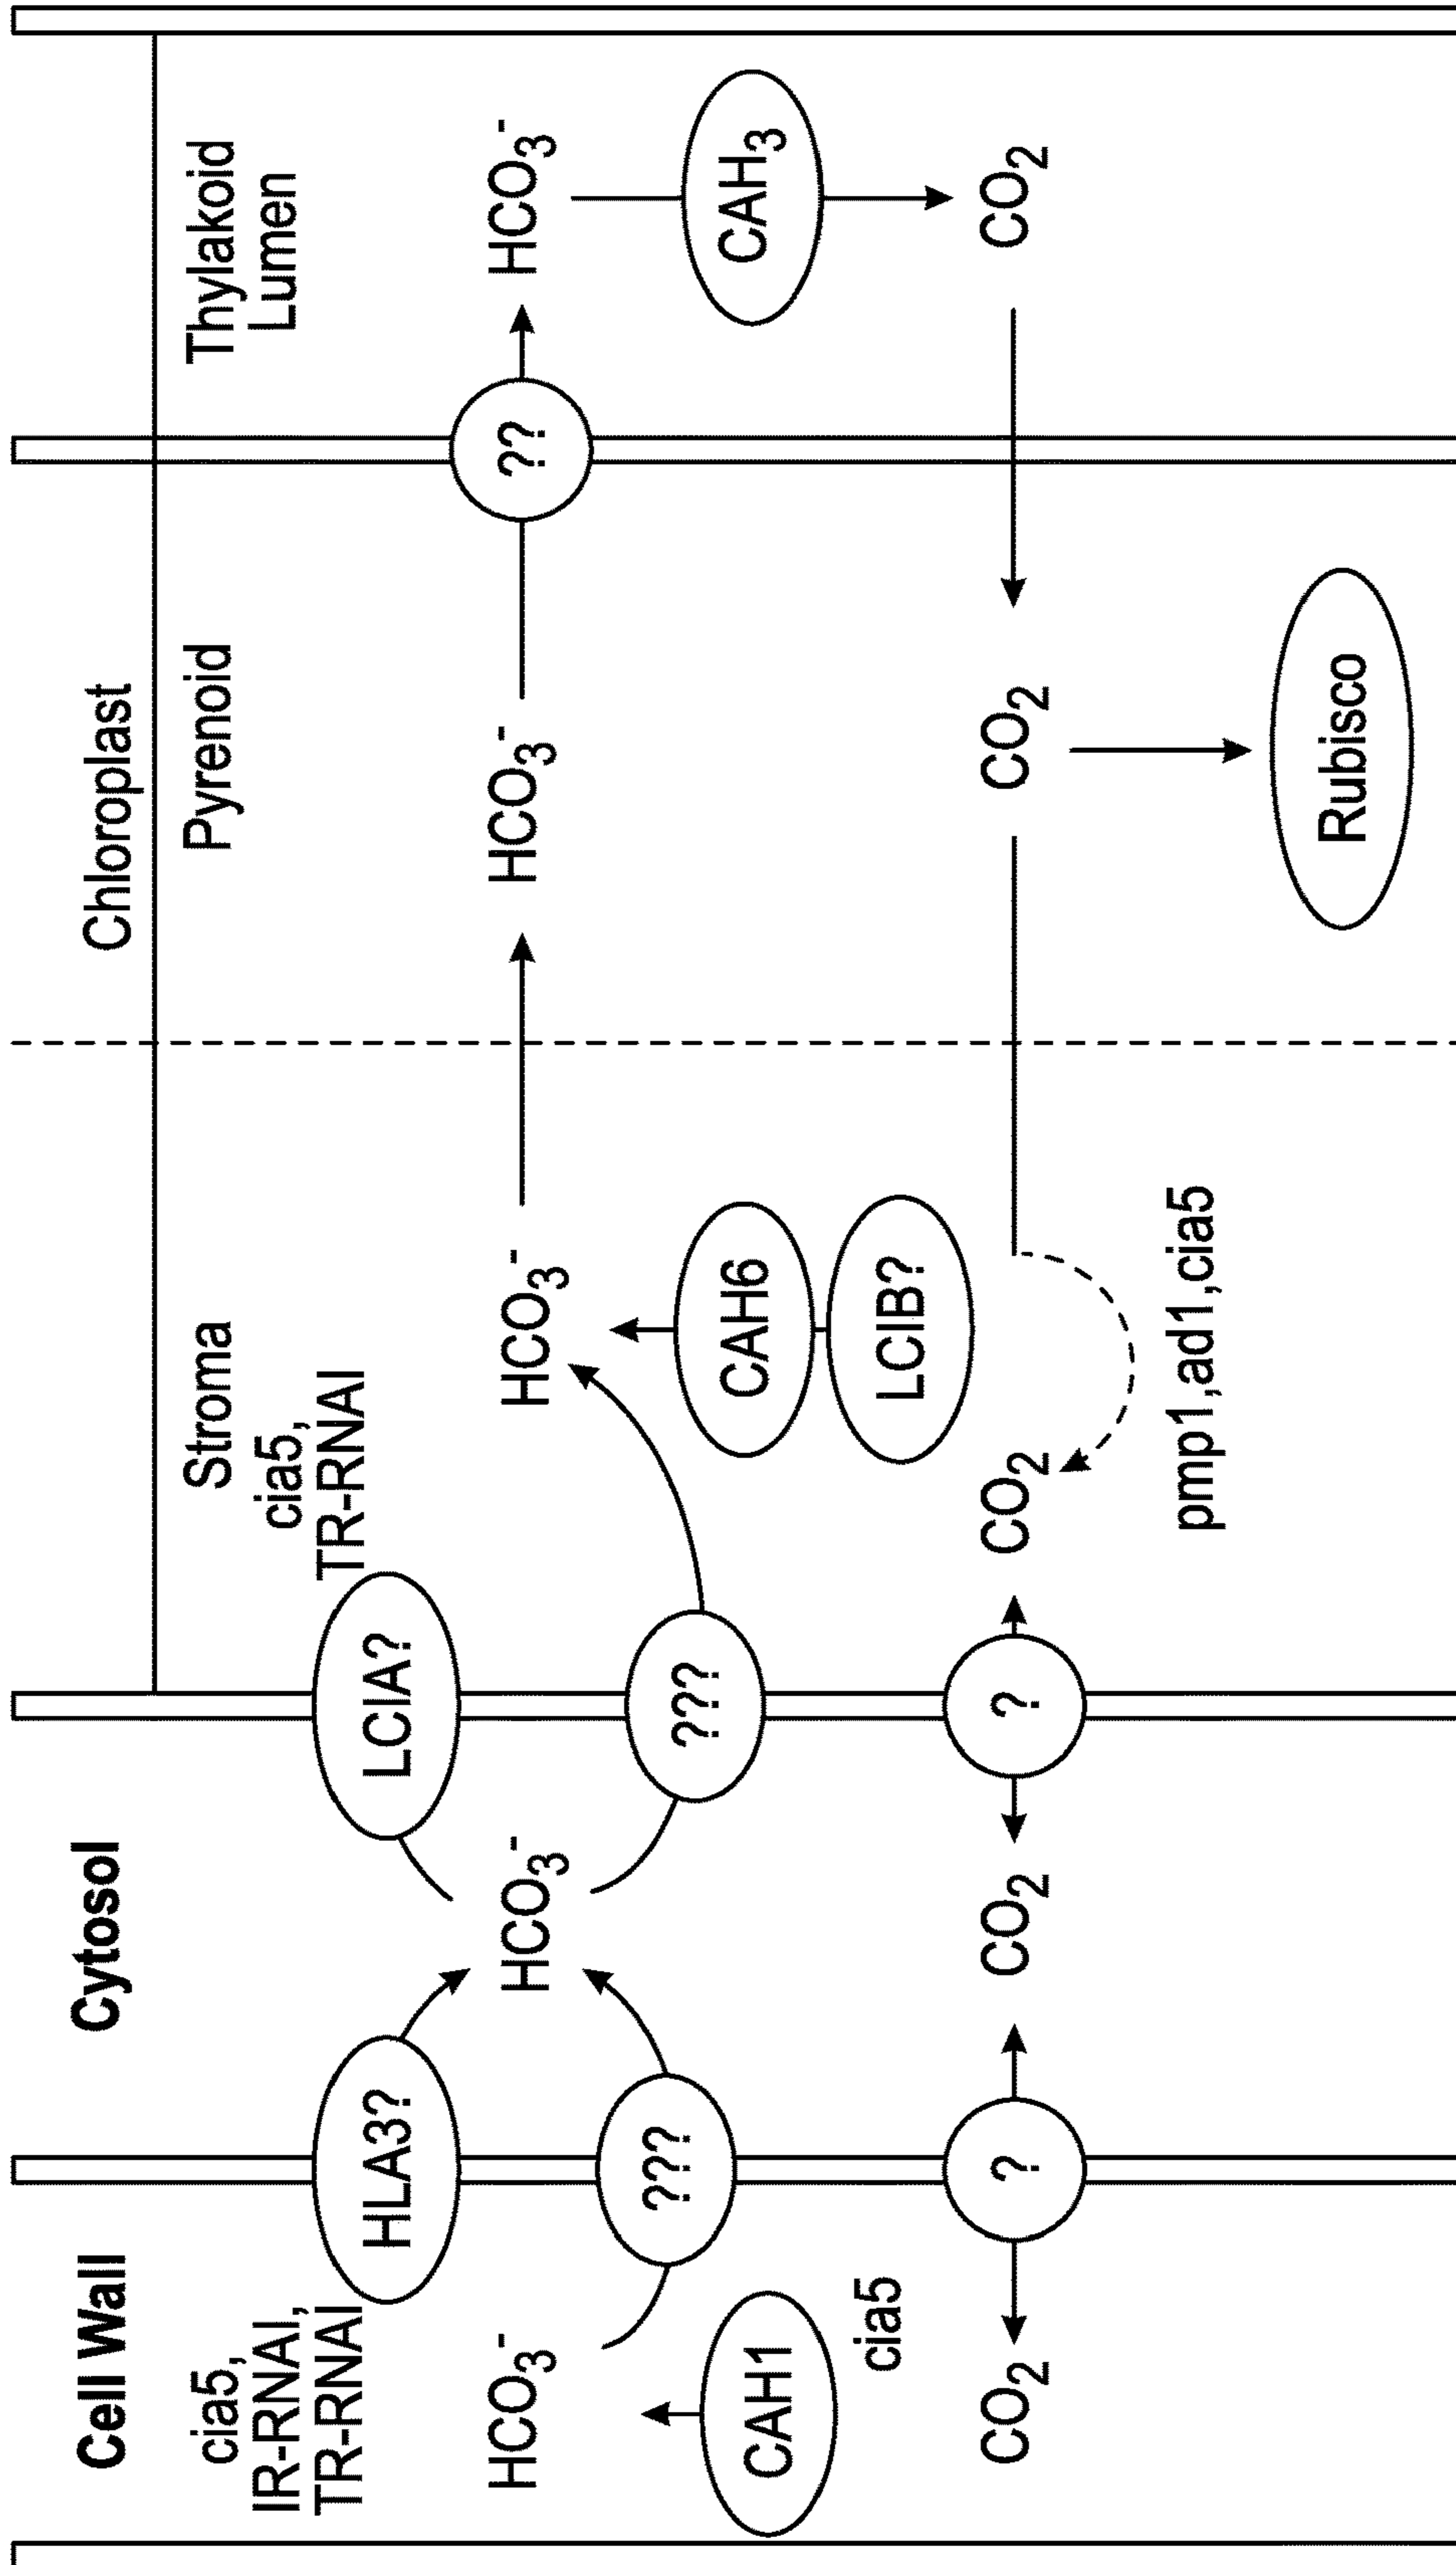 Cell Wall
Cytosol
Chloroplast
cia5,
IR-RNAI,
TR-RNAI
Stroma
cia5,
TR-RNAI
Pyrenoid
Thylakoid
Lumen
HLA3?
LCIA?
HCO3-
HCO3-
HCO3-
HCO3-
??
HCO3-
???
???
CAH1
cia5
CAH6
LCIB?
CAH3
CO2
?
CO2
?
CO2
CO2
CO2
pmp1,ad1,cia5
Rubisco